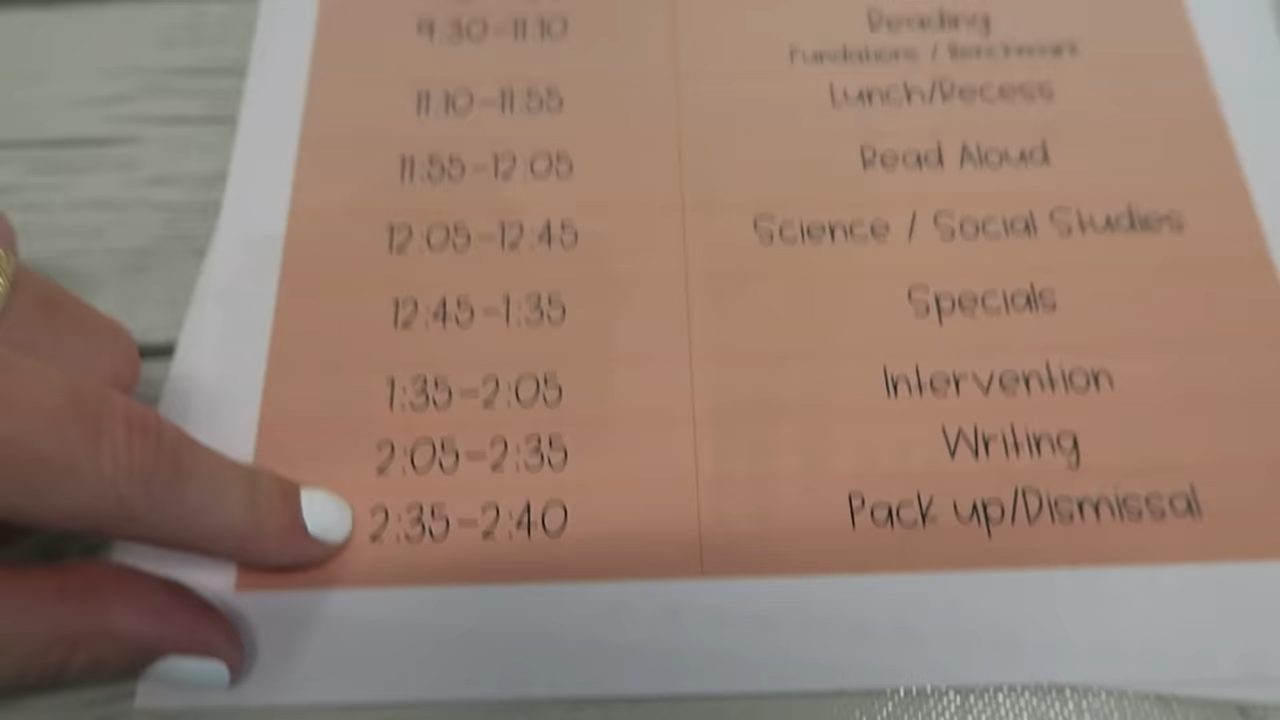 9:30-11:10 Reading
Fundations / Benchmark
11:10-11:55 Lunch/Recess
11:55-12:05 Read Aloud
12:05-12:45 Science / Social Studies
12:45-1:35 Specials
1:35-2:05 Intervention
2:05-2:35 Writing
2:35-2:40 Pack up/Dismissal